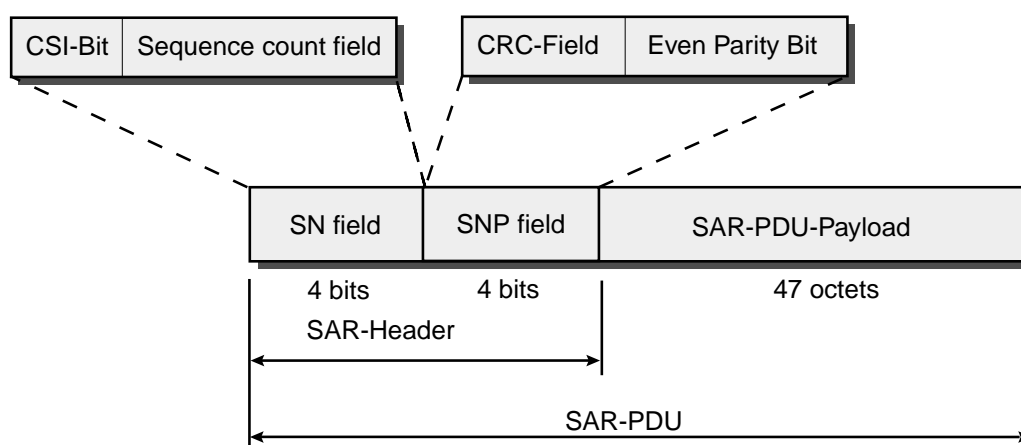 CSI-Bit
Sequence count field
CRC-Field
Even Parity Bit
SN field
SNP field
SAR-PDU-Payload
4 bits
4 bits
47 octets
SAR-Header
SAR-PDU